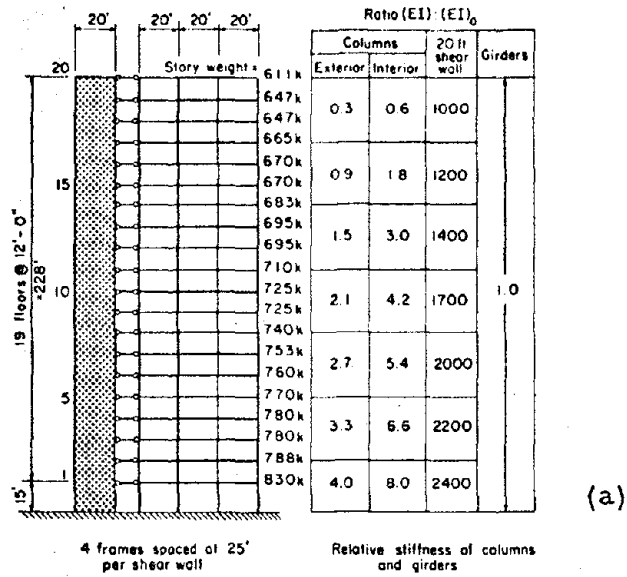 20' 20' 20' 20'
Ratio (EI) : (EI)₀
Columns
Exterior Interior
20 ft shear wall
Girders
Story weight =
20 611k
647k
647k
665k
670k
15 670k
683k
695k
695k
710k
10 725k
725k
740k
753k
760k
5 770k
780k
780k
788k
1 830k
0.3 0.6 1000
0.9 1.8 1200
1.5 3.0 1400
2.1 4.2 1700
1.0
2.7 5.4 2000
3.3 6.6 2200
4.0 8.0 2400
19 floors @ 12'-0"
=228'
15'
(a)
4 frames spaced at 25'
per shear wall
Relative stiffness of columns
and girders